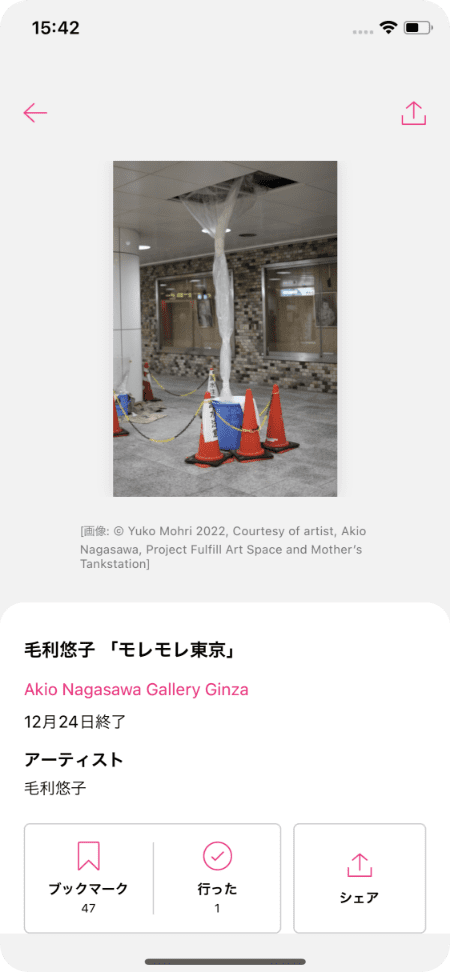 15:42
[画像: © Yuko Mohri 2022, Courtesy of artist, Akio
Nagasawa, Project Fulfill Art Space and Mother's
Tankstation]
毛利悠子 「モレモレ東京」
Akio Nagasawa Gallery Ginza
12月24日終了
アーティスト
毛利悠子
ブックマーク
47
行った
1
シェア